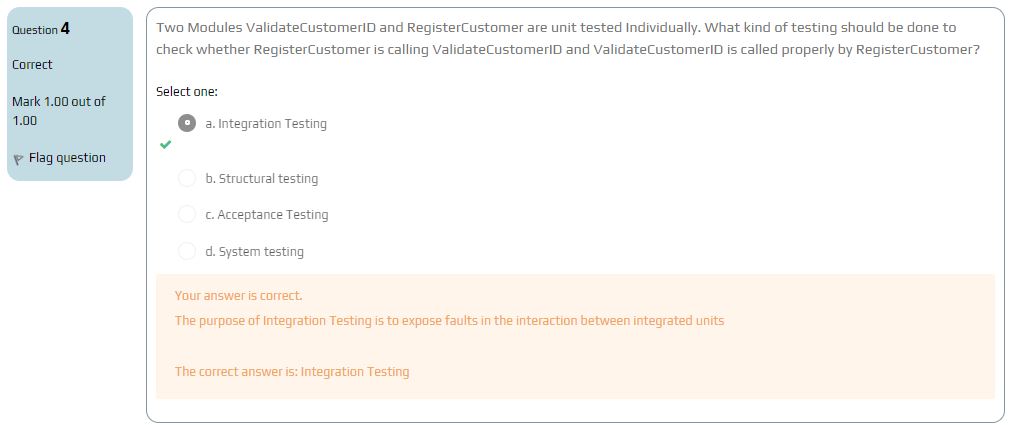 Question 4
Correct
Mark 1.00 out of
1.00
Flag question
Two Modules ValidateCustomerID and RegisterCustomer are unit tested Individually. What kind of testing should be done to
check whether RegisterCustomer is calling ValidateCustomerID and ValidateCustomerID is called properly by RegisterCustomer?
Select one:
a. Integration Testing
b. Structural testing
c. Acceptance Testing
d. System testing
Your answer is correct.
The purpose of Integration Testing is to expose faults in the interaction between integrated units
The correct answer is: Integration Testing